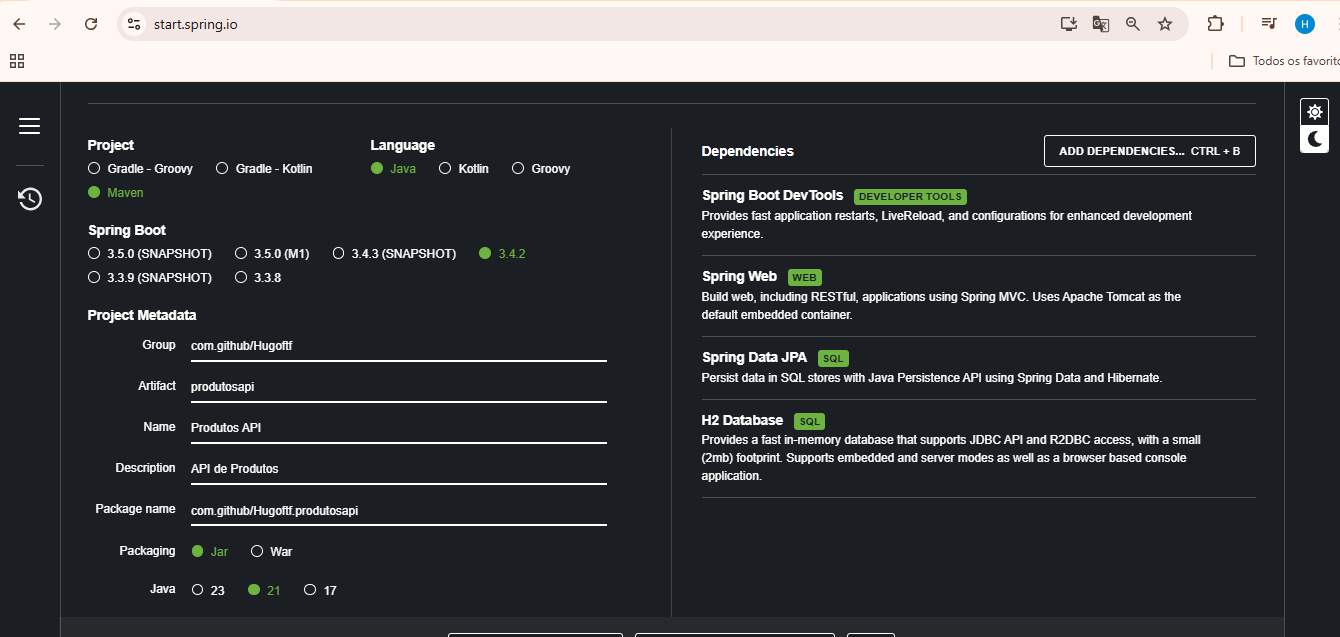 start.spring.io
H
Todos os favorito
Project
Gradle - Groovy Gradle - Kotlin
Maven
Language
Java Kotlin Groovy
Spring Boot
3.5.0 (SNAPSHOT) 3.5.0 (M1) 3.4.3 (SNAPSHOT) 3.4.2
3.3.9 (SNAPSHOT) 3.3.8
Project Metadata
Group com.github/Hugoftf
Artifact produtosapi
Name Produtos API
Description API de Produtos
Package name com.github/Hugoftf.produtosapi
Packaging Jar War
Java 23 21 17
Dependencies
ADD DEPENDENCIES... CTRL + B
Spring Boot DevTools DEVELOPER TOOLS
Provides fast application restarts, LiveReload, and configurations for enhanced development
experience.
Spring Web WEB
Build web, including RESTful, applications using Spring MVC. Uses Apache Tomcat as the
default embedded container.
Spring Data JPA SQL
Persist data in SQL stores with Java Persistence API using Spring Data and Hibernate.
H2 Database SQL
Provides a fast in-memory database that supports JDBC API and R2DBC access, with a small
(2mb) footprint. Supports embedded and server modes as well as a browser based console
application.